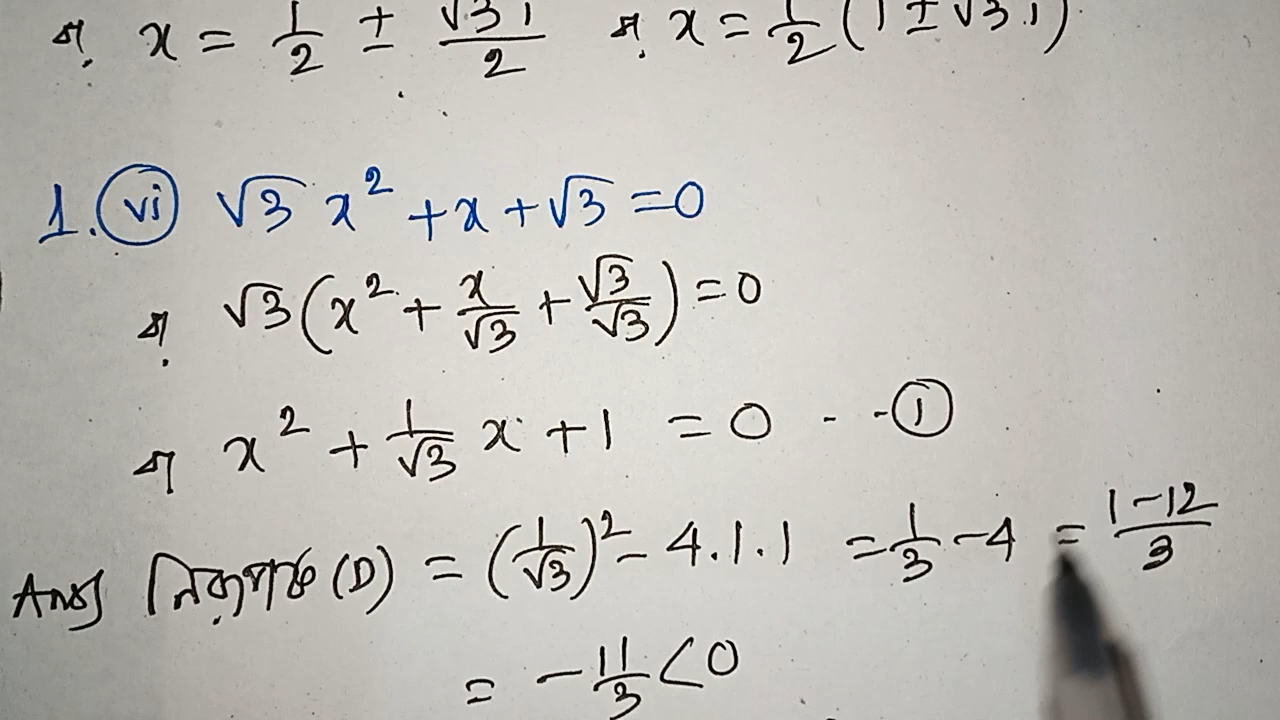 বা, x = 1/2 ± √3i/2 বা, x = 1/2 (1 ± √3 i)
1. (vi) √3 x² + x + √3 = 0
বা, √3 (x² + x/√3 + √3/√3) = 0
বা x² + 1/√3 x + 1 = 0 - - (i)
Ans নিরূপক (D) = (1/√3)² - 4.1.1 = 1/3 - 4 = (1-12)/3
= -11/3 < 0